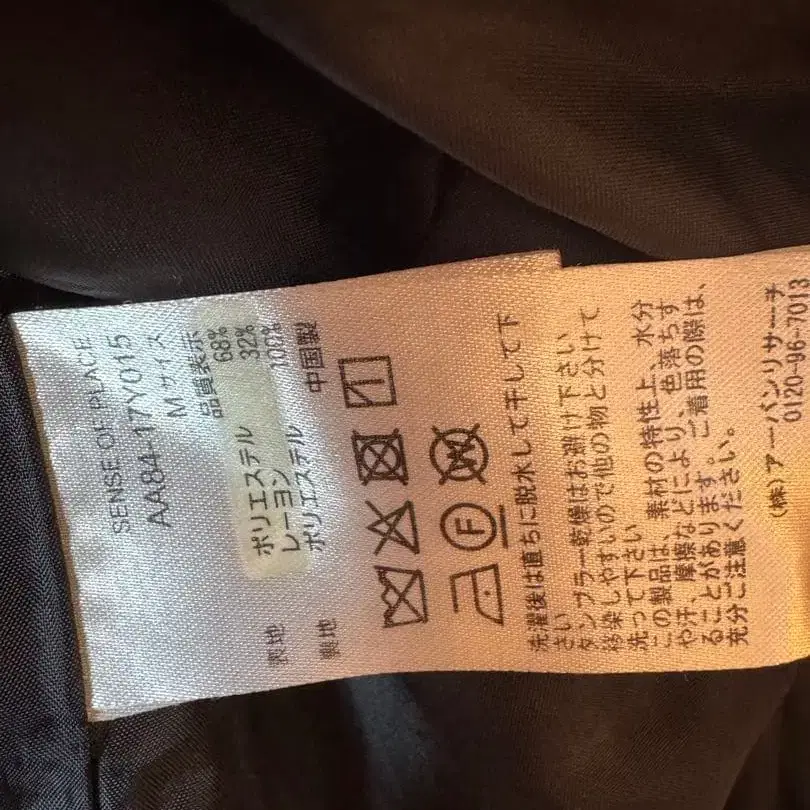 SENSE OF PLACE
AA84-17Y015
M サイズ
品質表示
表地 ポリエステル 68%
レーヨン 32%
裏地 ポリエステル 100%
中国製
F
W
洗濯後は直ちに脱水して干して下
さい
タンブラー乾燥はお避け下さい
移染しやすいので他の物と分けて
洗って下さい
この製品は、素材の特性上、水分
や汗、摩擦などにより、色落ちす
ることがあります。ご着用の際は、
充分ご注意ください。
(株)アーバンリサーチ
0120-96-7013